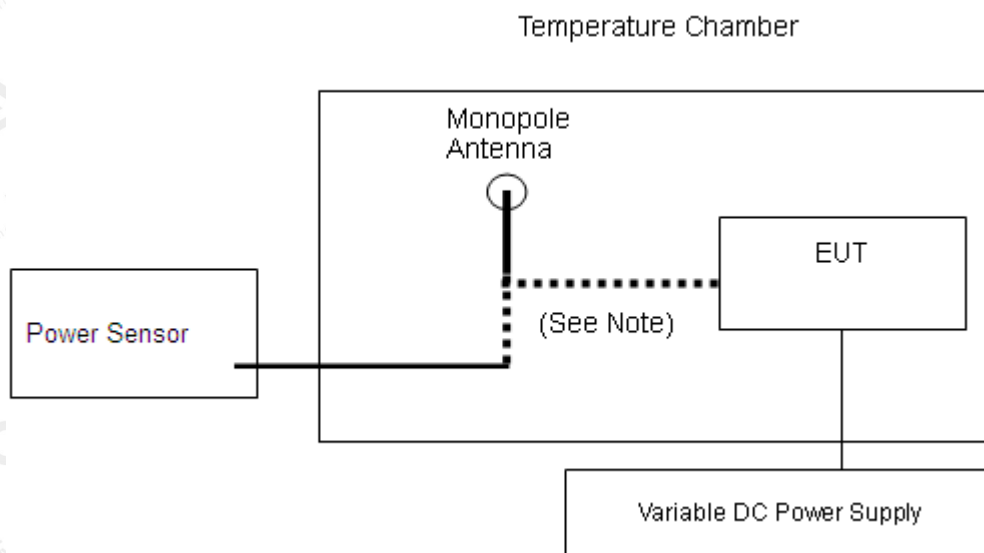 Temperature Chamber
Monopole
Antenna
EUT
(See Note)
Power Sensor
Variable DC Power Supply